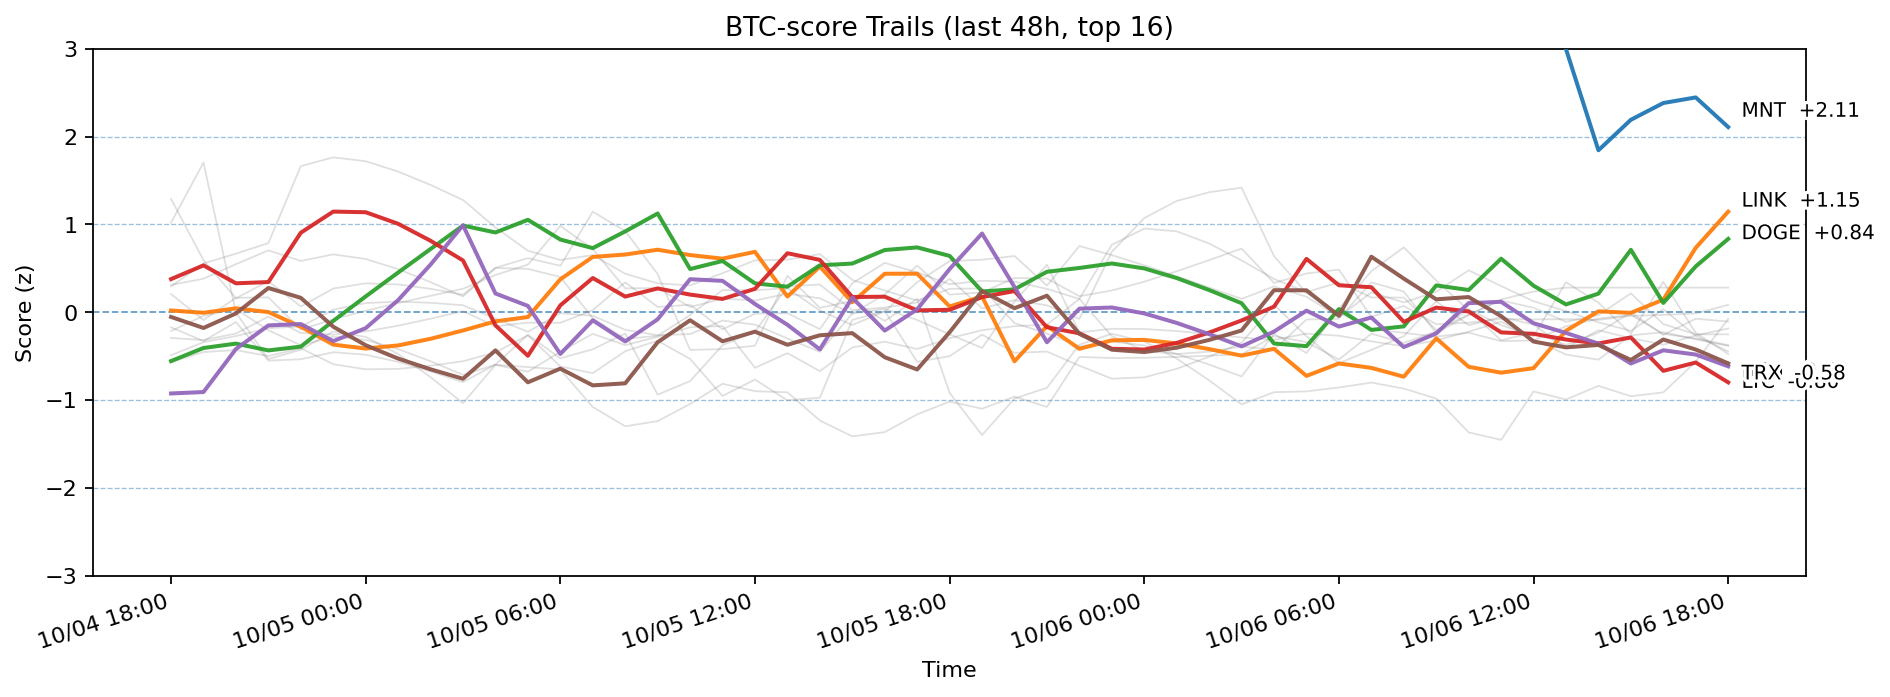 BTC-score Trails (last 48h, top 16)
Score (z)
3
2
1
0
−1
−2
−3
MNT +2.11
LINK +1.15
DOGE +0.84
TRX -0.58
10/04 18:00
10/05 00:00
10/05 06:00
10/05 12:00
10/05 18:00
10/06 00:00
10/06 06:00
10/06 12:00
10/06 18:00
Time